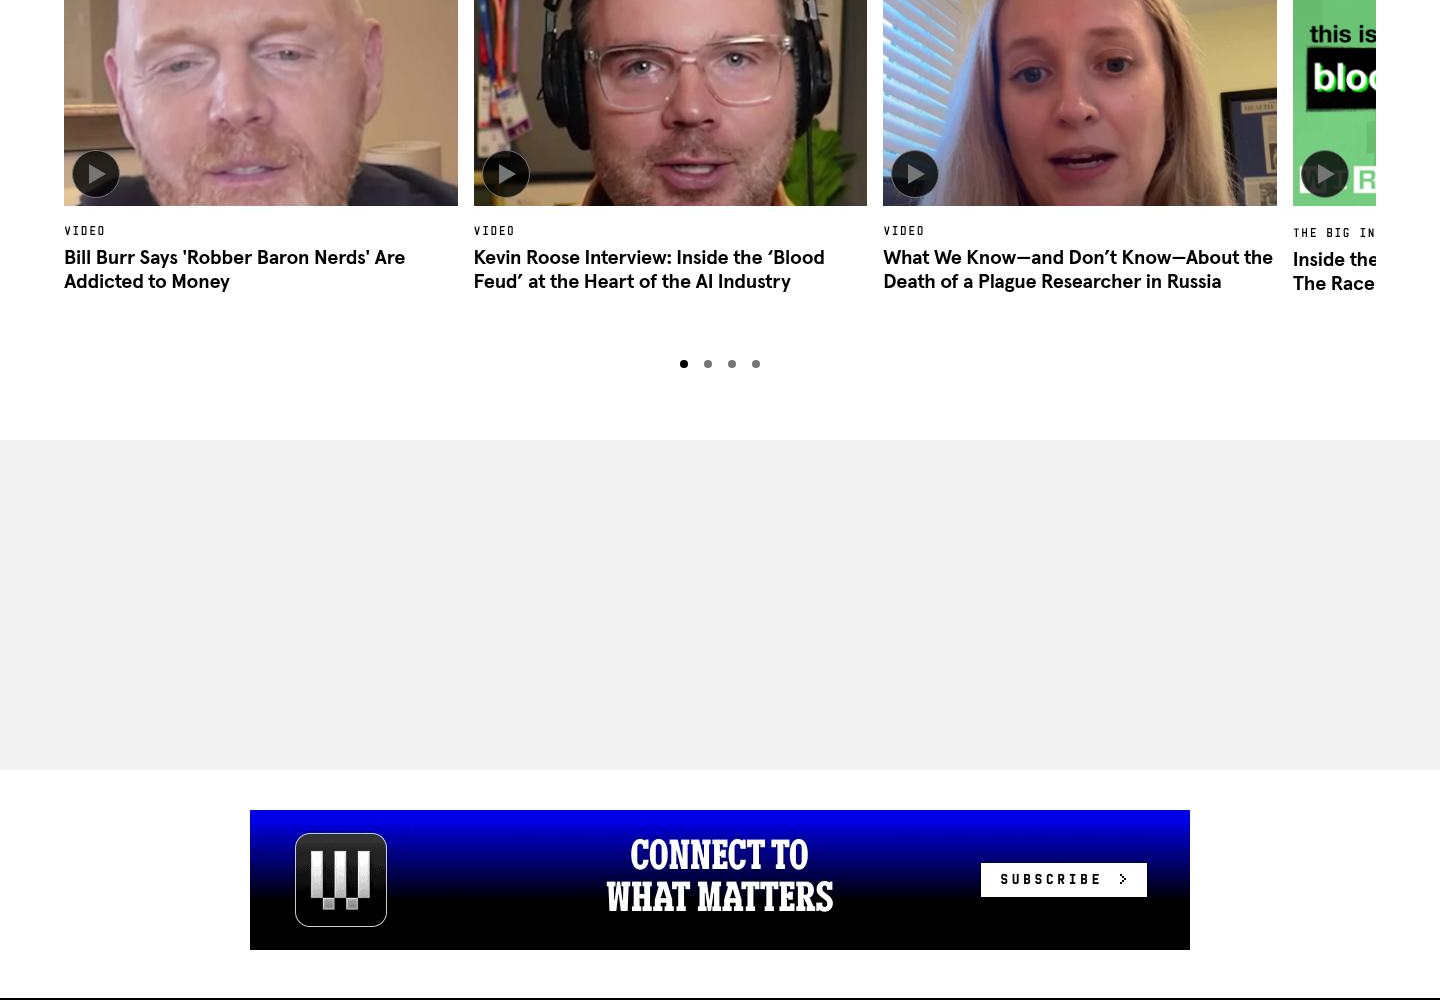 this is
bloc
WIR
VIDEO
Bill Burr Says 'Robber Baron Nerds' Are
Addicted to Money
VIDEO
Kevin Roose Interview: Inside the ‘Blood
Feud’ at the Heart of the AI Industry
VIDEO
What We Know—and Don’t Know—About the
Death of a Plague Researcher in Russia
THE BIG IN
Inside the
The Race
CONNECT TO
WHAT MATTERS
SUBSCRIBE